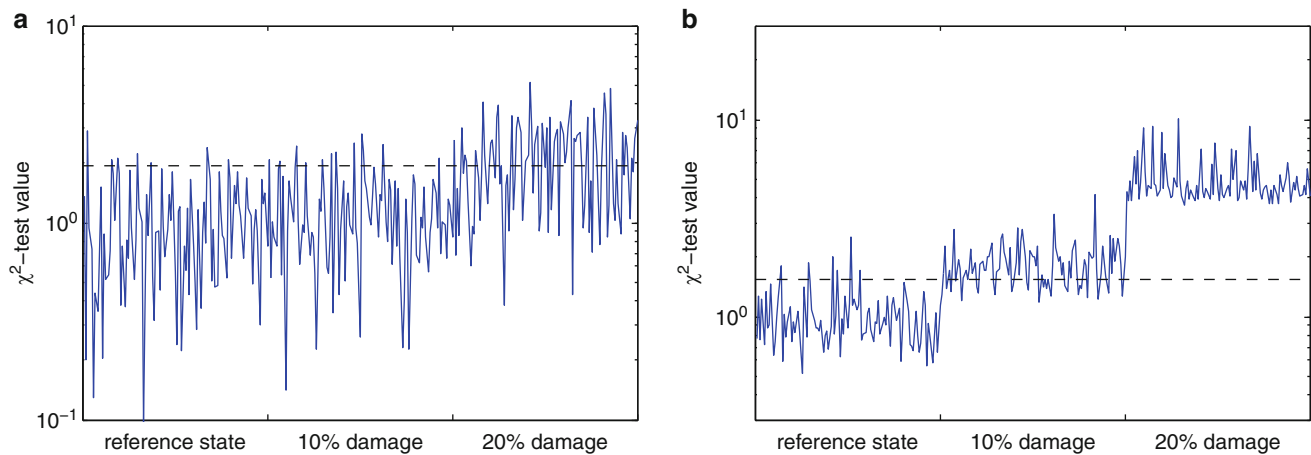 a
10¹
10⁰
10⁻¹
χ²–test value
reference state 10% damage 20% damage
b
10¹
10⁰
χ²–test value
reference state 10% damage 20% damage